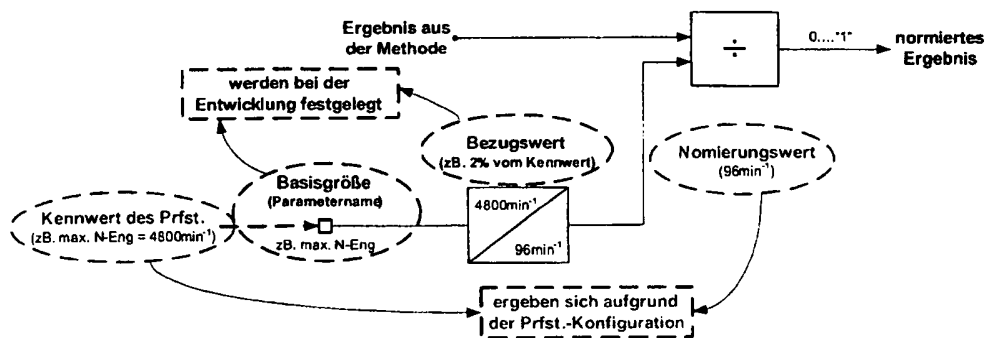 Ergebnis aus
der Methode
÷
0...."1"
normiertes
Ergebnis
werden bei der
Entwicklung festgelegt
Bezugswert
(zB. 2% vom Kennwert)
Nomierungswert
(96min⁻¹)
Basisgröße
(Parametername)
zB. max. N-Eng
Kennwert des Prfst.
(zB. max. N-Eng = 4800min⁻¹)
4800min⁻¹
96min⁻¹
ergeben sich aufgrund
der Prfst.-Konfiguration